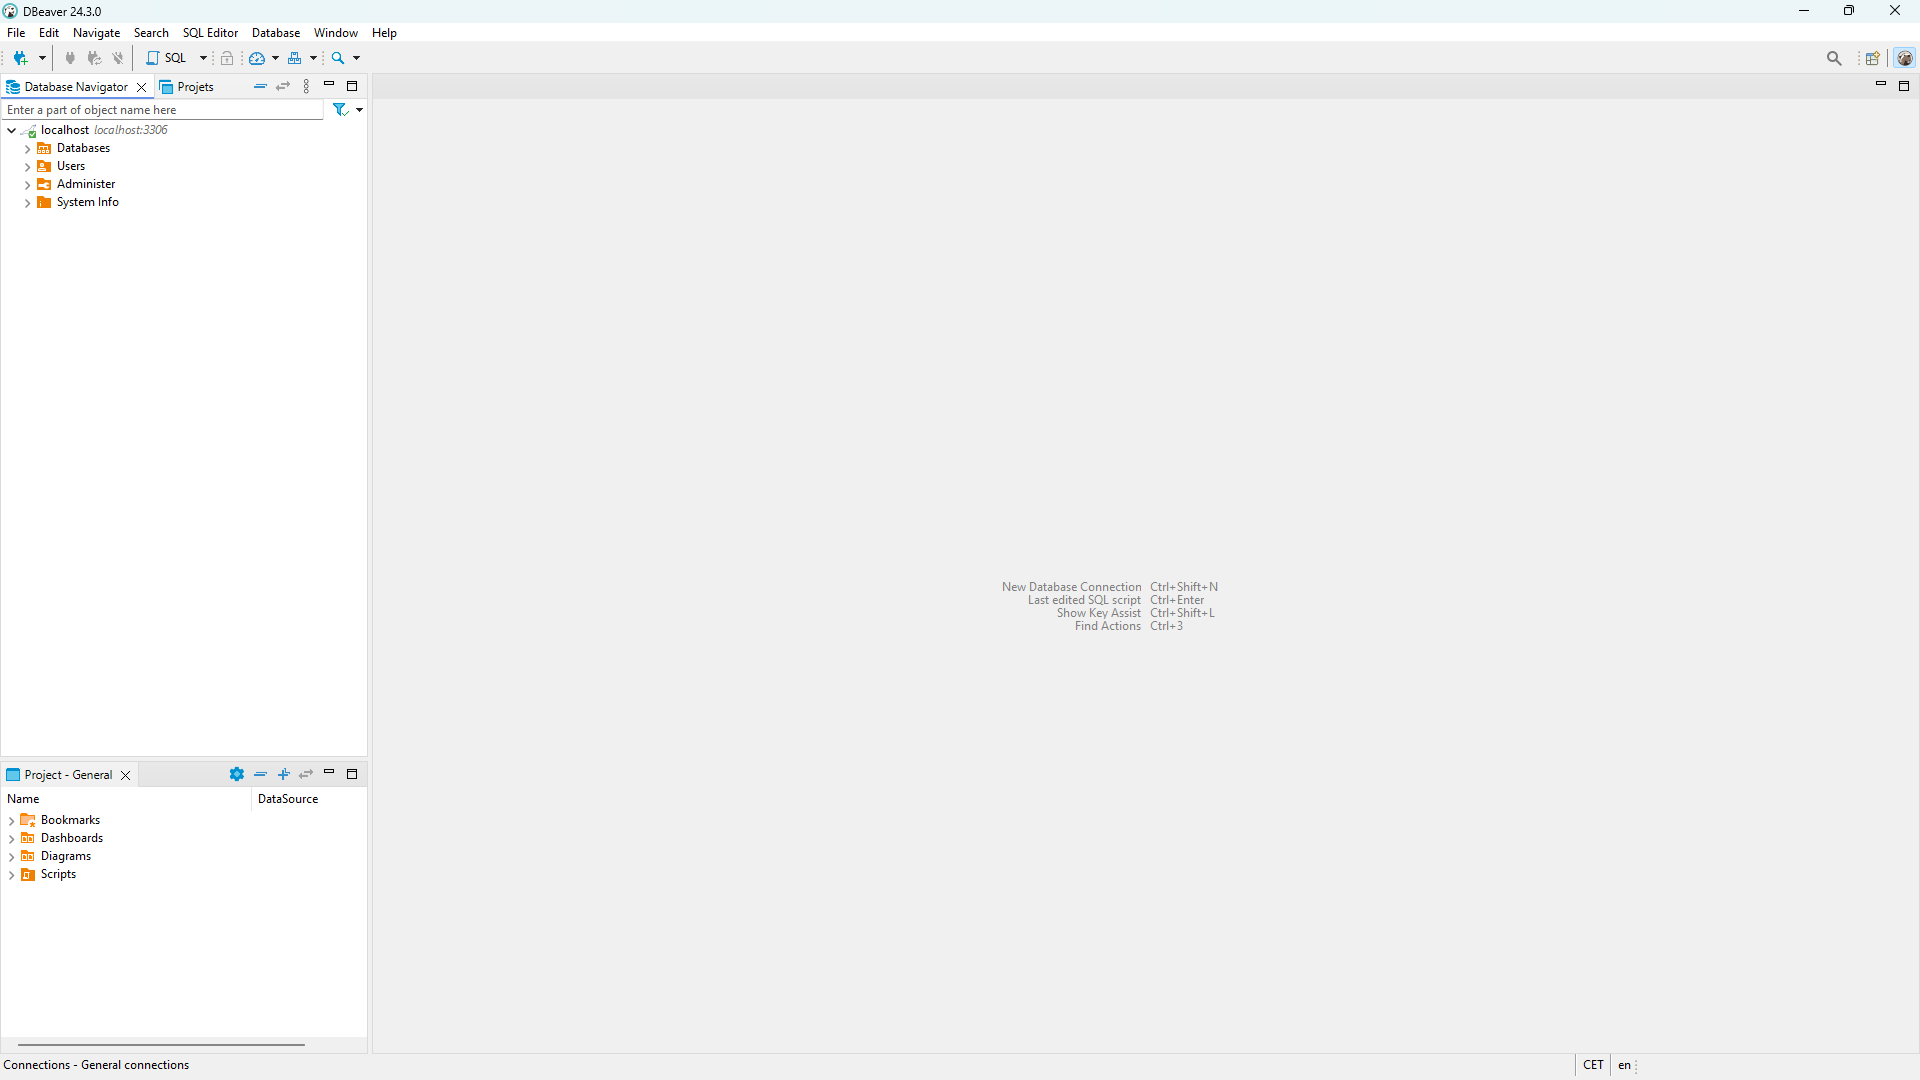 DBeaver 24.3.0
File Edit Navigate Search SQL Editor Database Window Help
SQL
Database Navigator Projets
Enter a part of object name here
localhost localhost:3306
Databases
Users
Administer
System Info
New Database Connection Ctrl+Shift+N
Last edited SQL script Ctrl+Enter
Show Key Assist Ctrl+Shift+L
Find Actions Ctrl+3
Project - General
Name DataSource
Bookmarks
Dashboards
Diagrams
Scripts
Connections - General connections CET en